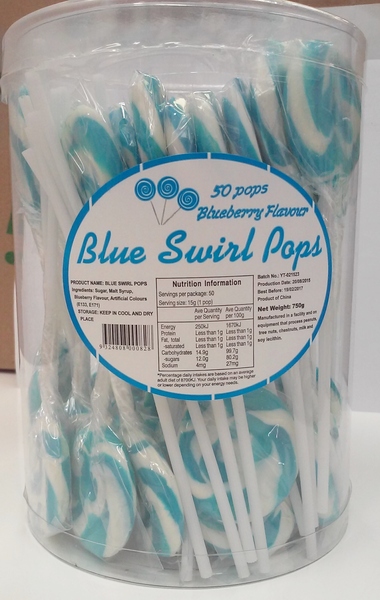 50 pops
Blueberry Flavour
Blue Swirl Pops
PRODUCT NAME: BLUE SWIRL POPS
Ingredients: Sugar, Malt Syrup,
Blueberry Flavour, Artificial Colours
(E133, E171)
STORAGE: KEEP IN COOL AND DRY
PLACE
9 324809 000828
Nutrition Information
Servings per package: 50
Serving size: 15g (1 pop)
Ave Quantity per Serving Ave Quantity per 100g
Energy 250kJ 1670kJ
Protein Less than 1g Less than 1g
Fat, total Less than 1g Less than 1g
-saturated Less than 1g Less than 1g
Carbohydrates 14.9g 99.7g
-sugars 12.0g 80.2g
Sodium 4mg 27mg
*Percentage daily intakes are based on an average
adult diet of 8700KJ. Your daily intakes may be higher
or lower depending on your energy needs.
Batch No.: YT-021023
Production Date: 20/08/2015
Best Before: 19/02/2017
Product of China
Net Weight: 750g
Manufactured in a facility and on
equipment that process peanuts,
tree nuts, chestnuts, milk and
soy lecithin.